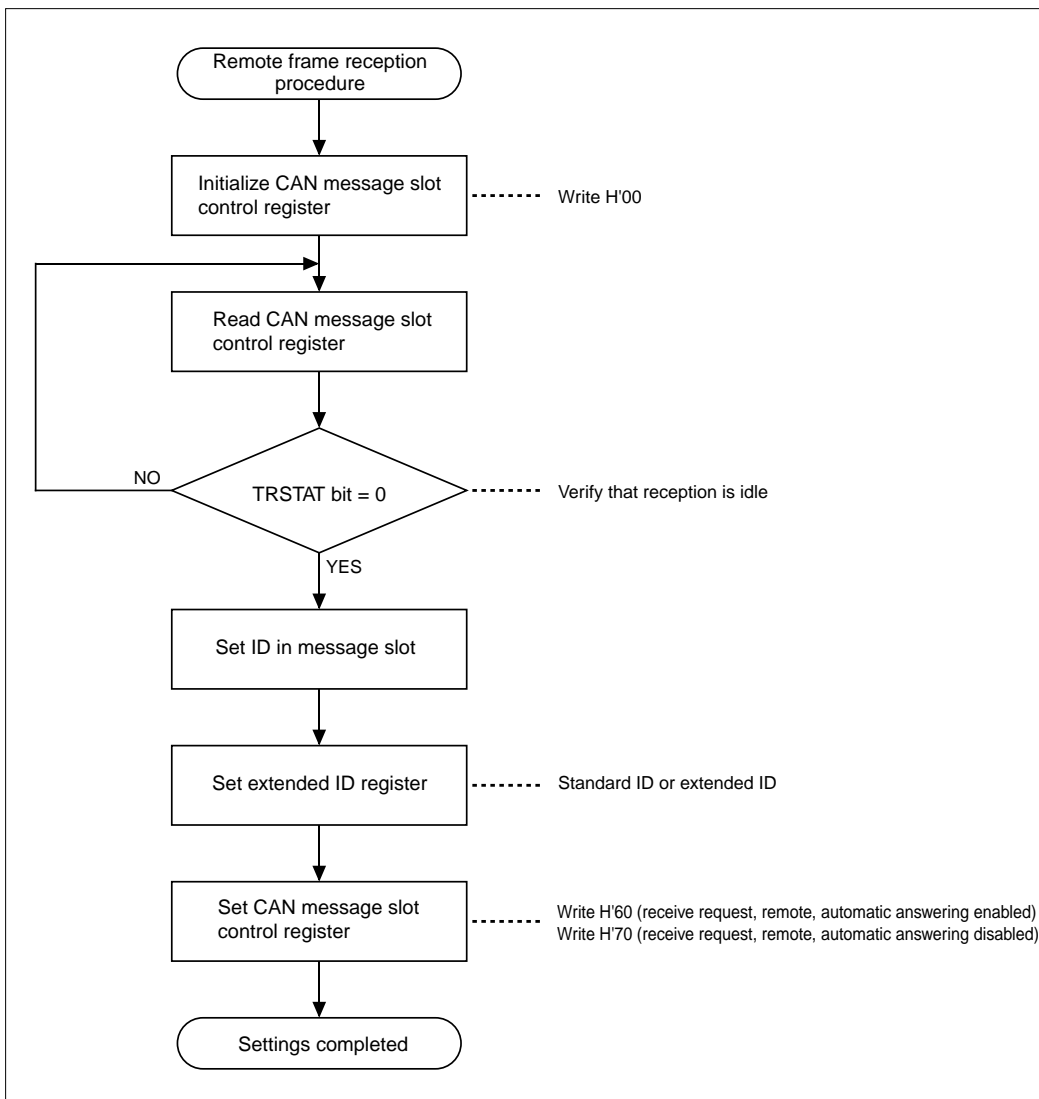 Remote frame reception
procedure
Initialize CAN message slot
control register
Write H'00
Read CAN message slot
control register
NO
TRSTAT bit = 0
Verify that reception is idle
YES
Set ID in message slot
Set extended ID register
Standard ID or extended ID
Set CAN message slot
control register
Write H'60 (receive request, remote, automatic answering enabled)
Write H'70 (receive request, remote, automatic answering disabled)
Settings completed